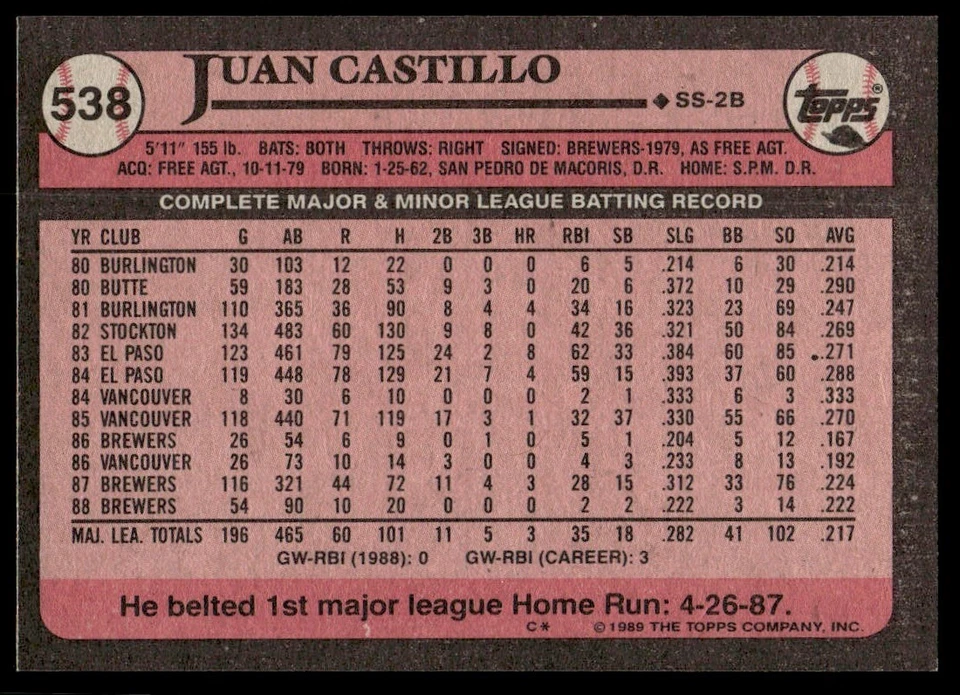 538
JUAN CASTILLO
◆ SS-2B
Topps®
5'11" 155 lb. BATS: BOTH THROWS: RIGHT SIGNED: BREWERS-1979, AS FREE AGT.
ACQ: FREE AGT., 10-11-79 BORN: 1-25-62, SAN PEDRO DE MACORIS, D.R. HOME: S.P.M. D.R.
COMPLETE MAJOR & MINOR LEAGUE BATTING RECORD
YR CLUB G AB R H 2B 3B HR RBI SB SLG BB SO AVG
80 BURLINGTON 30 103 12 22 0 0 0 6 5 .214 6 30 .214
80 BUTTE 59 183 28 53 9 3 0 20 6 .372 10 29 .290
81 BURLINGTON 110 365 36 90 8 4 4 34 16 .323 23 69 .247
82 STOCKTON 134 483 60 130 9 8 0 42 36 .321 50 84 .269
83 EL PASO 123 461 79 125 24 2 8 62 33 .384 60 85 .271
84 EL PASO 119 448 78 129 21 7 4 59 15 .393 37 60 .288
84 VANCOUVER 8 30 6 10 0 0 0 2 1 .333 6 3 .333
85 VANCOUVER 118 440 71 119 17 3 1 32 37 .330 55 66 .270
86 BREWERS 26 54 6 9 0 1 0 5 1 .204 5 12 .167
86 VANCOUVER 26 73 10 14 3 0 0 4 3 .233 8 13 .192
87 BREWERS 116 321 44 72 11 4 3 28 15 .312 33 76 .224
88 BREWERS 54 90 10 20 0 0 0 2 2 .222 3 14 .222
MAJ. LEA. TOTALS 196 465 60 101 11 5 3 35 18 .282 41 102 .217
GW-RBI (1988): 0 GW-RBI (CAREER): 3
He belted 1st major league Home Run: 4-26-87.
C* ©1989 THE TOPPS COMPANY, INC.